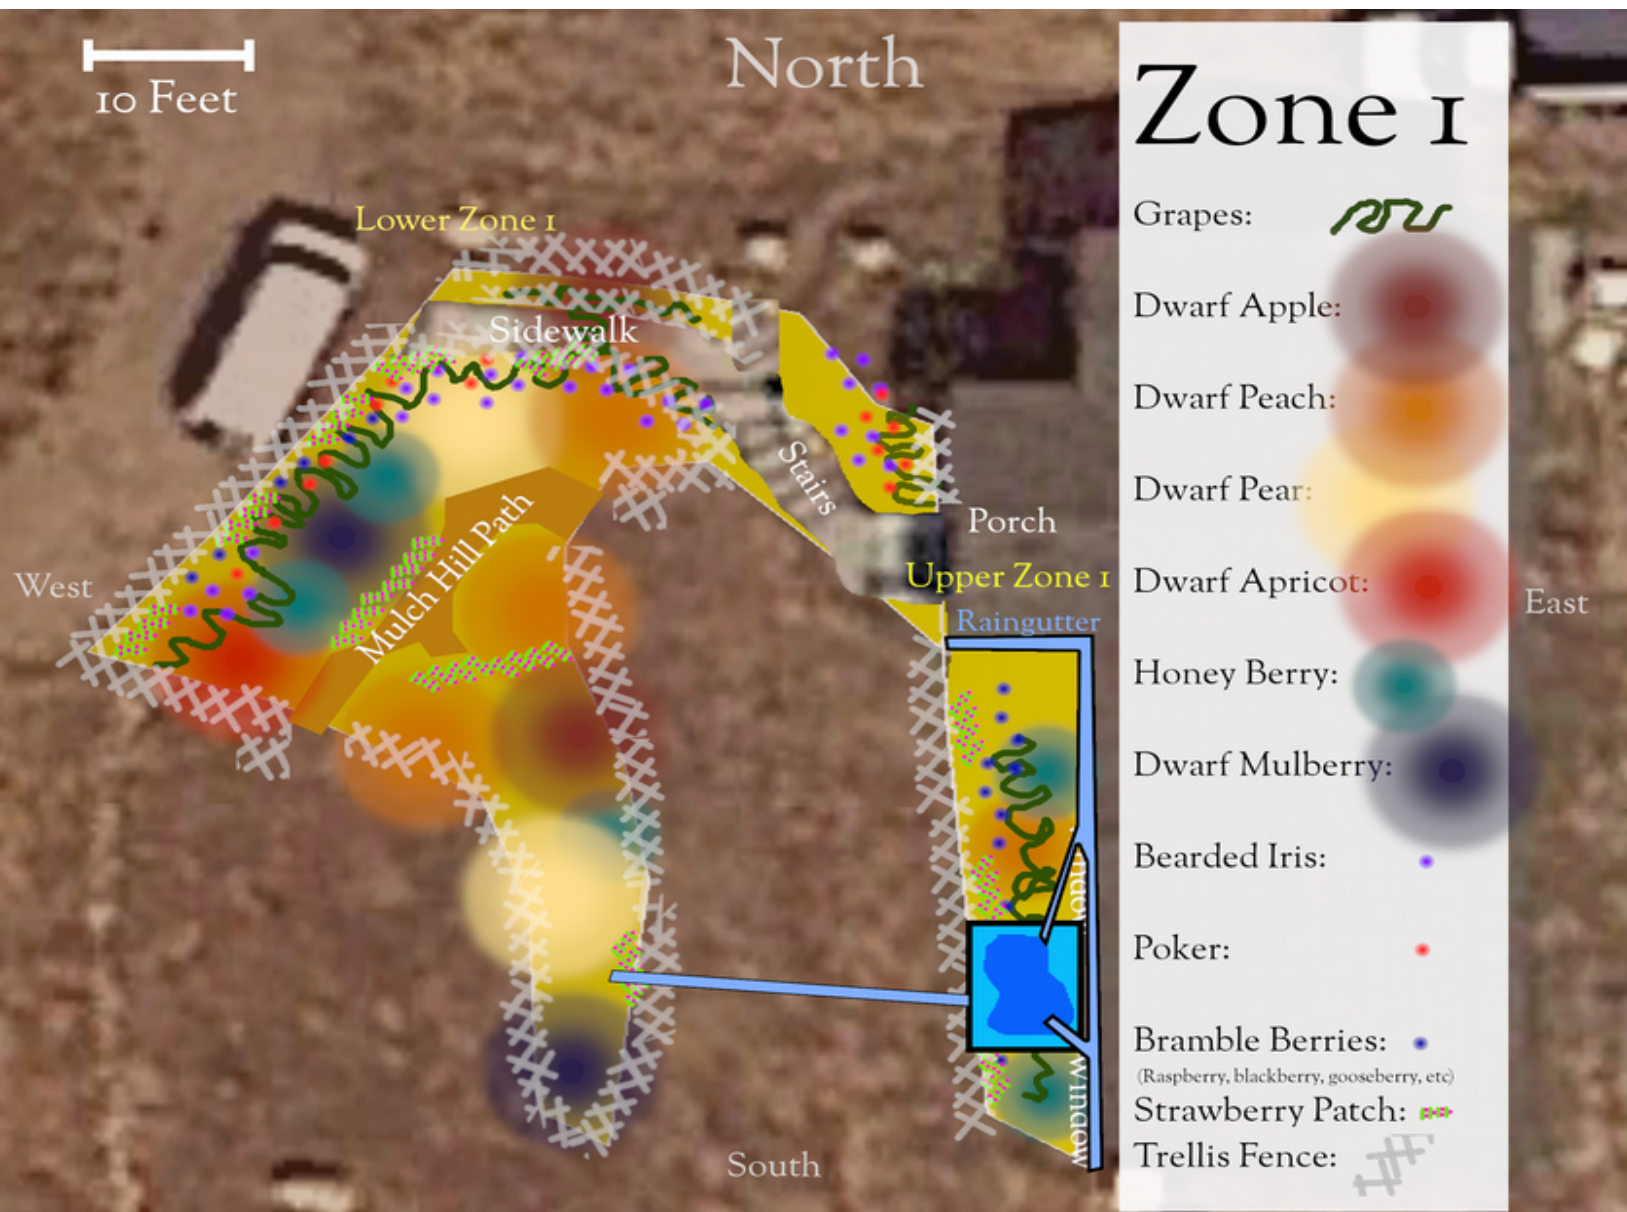 North
10 Feet
Lower Zone 1
Sidewalk
Stairs
Porch
West
Mulch Hill Path
Upper Zone 1
Raingutter
East
Window
South
Zone 1
Grapes:
Dwarf Apple:
Dwarf Peach:
Dwarf Pear:
Dwarf Apricot:
Honey Berry:
Dwarf Mulberry:
Bearded Iris:
Poker:
Bramble Berries:
(Raspberry, blackberry, gooseberry, etc)
Strawberry Patch:
Trellis Fence: